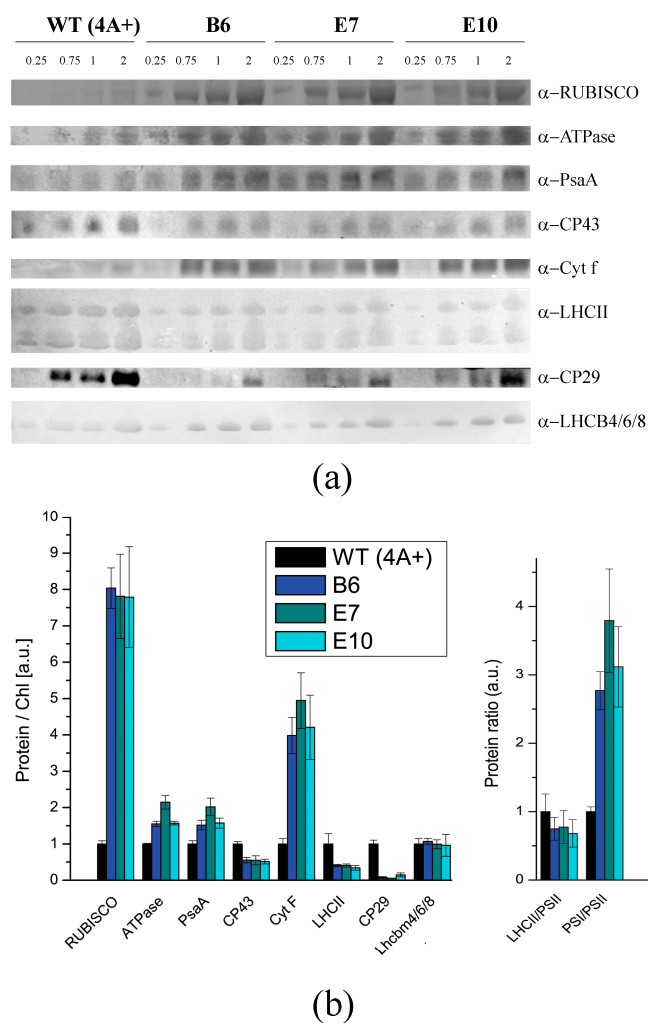 WT (4A+) B6 E7 E10
0.25 0.75 1 2 0.25 0.75 1 2 0.25 0.75 1 2 0.25 0.75 1 2
α-RUBISCO
α-ATPase
α-PsaA
α-CP43
α-Cyt f
α-LHCII
α-CP29
α-LHCB4/6/8
(a)
Protein / Chl [a.u.]
10
9
8
7
6
5
4
3
2
1
0
WT (4A+)
B6
E7
E10
RUBISCO
ATPase
PsaA
CP43
Cyt F
LHCII
CP29
Lhcbm4/6/8
Protein ratio (a.u.)
4
3
2
1
0
LHCII/PSII
PSI/PSII
(b)